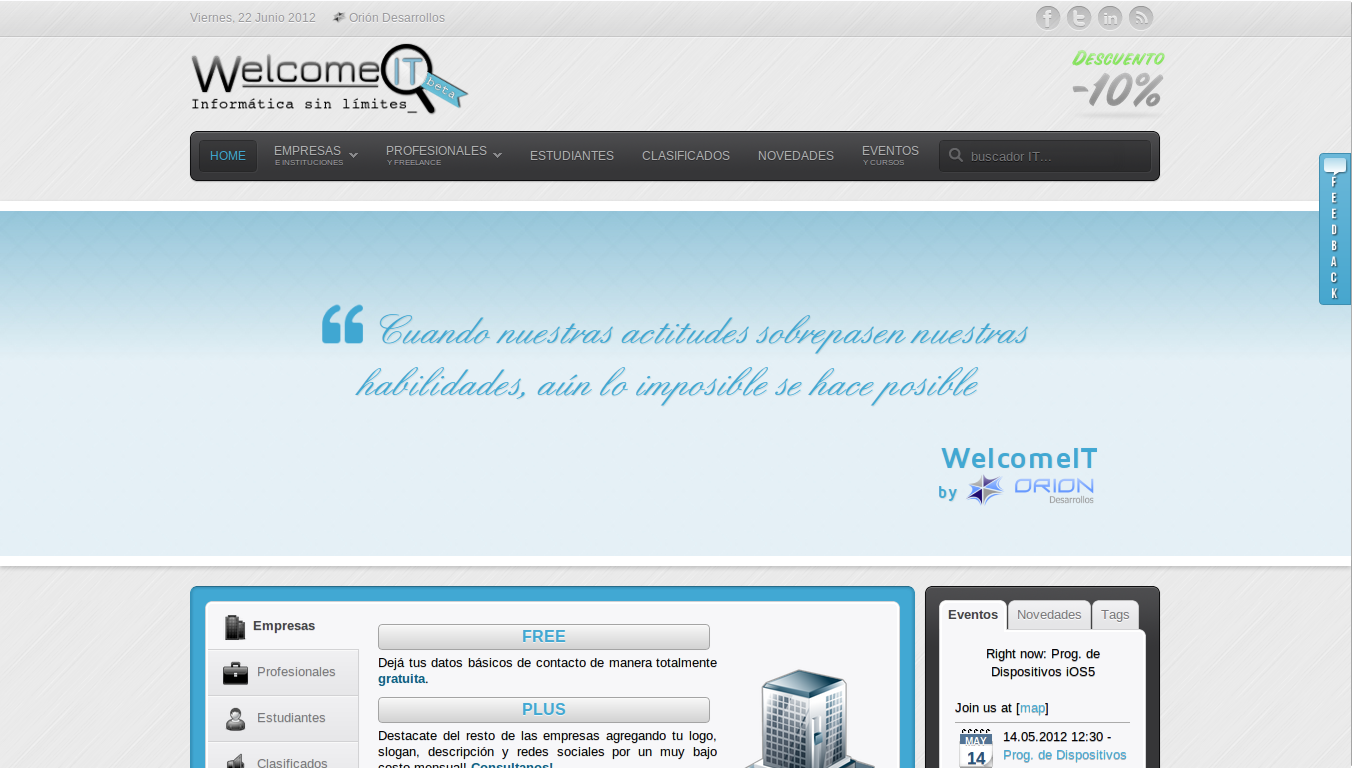 Viernes, 22 Junio 2012 Orión Desarrollos
WelcomeIT
beta
Informática sin límites_
Descuento
-10%
HOME
EMPRESAS
E INSTITUCIONES
PROFESIONALES
Y FREELANCE
ESTUDIANTES
CLASIFICADOS
NOVEDADES
EVENTOS
Y CURSOS
buscador IT...
FEEDBACK
“ Cuando nuestras actitudes sobrepasen nuestras
habilidades, aún lo imposible se hace posible
WelcomeIT
by ORION
Desarrollos
Empresas
Profesionales
Estudiantes
Clasificados
FREE
Dejá tus datos básicos de contacto de manera totalmente
gratuita.
PLUS
Destacate del resto de las empresas agregando tu logo,
slogan, descripción y redes sociales por un muy bajo
costo mensual! Consultanos!
Eventos Novedades Tags
Right now: Prog. de
Dispositivos iOS5
Join us at [map]
MAY
14
14.05.2012 12:30 -
Prog. de Dispositivos